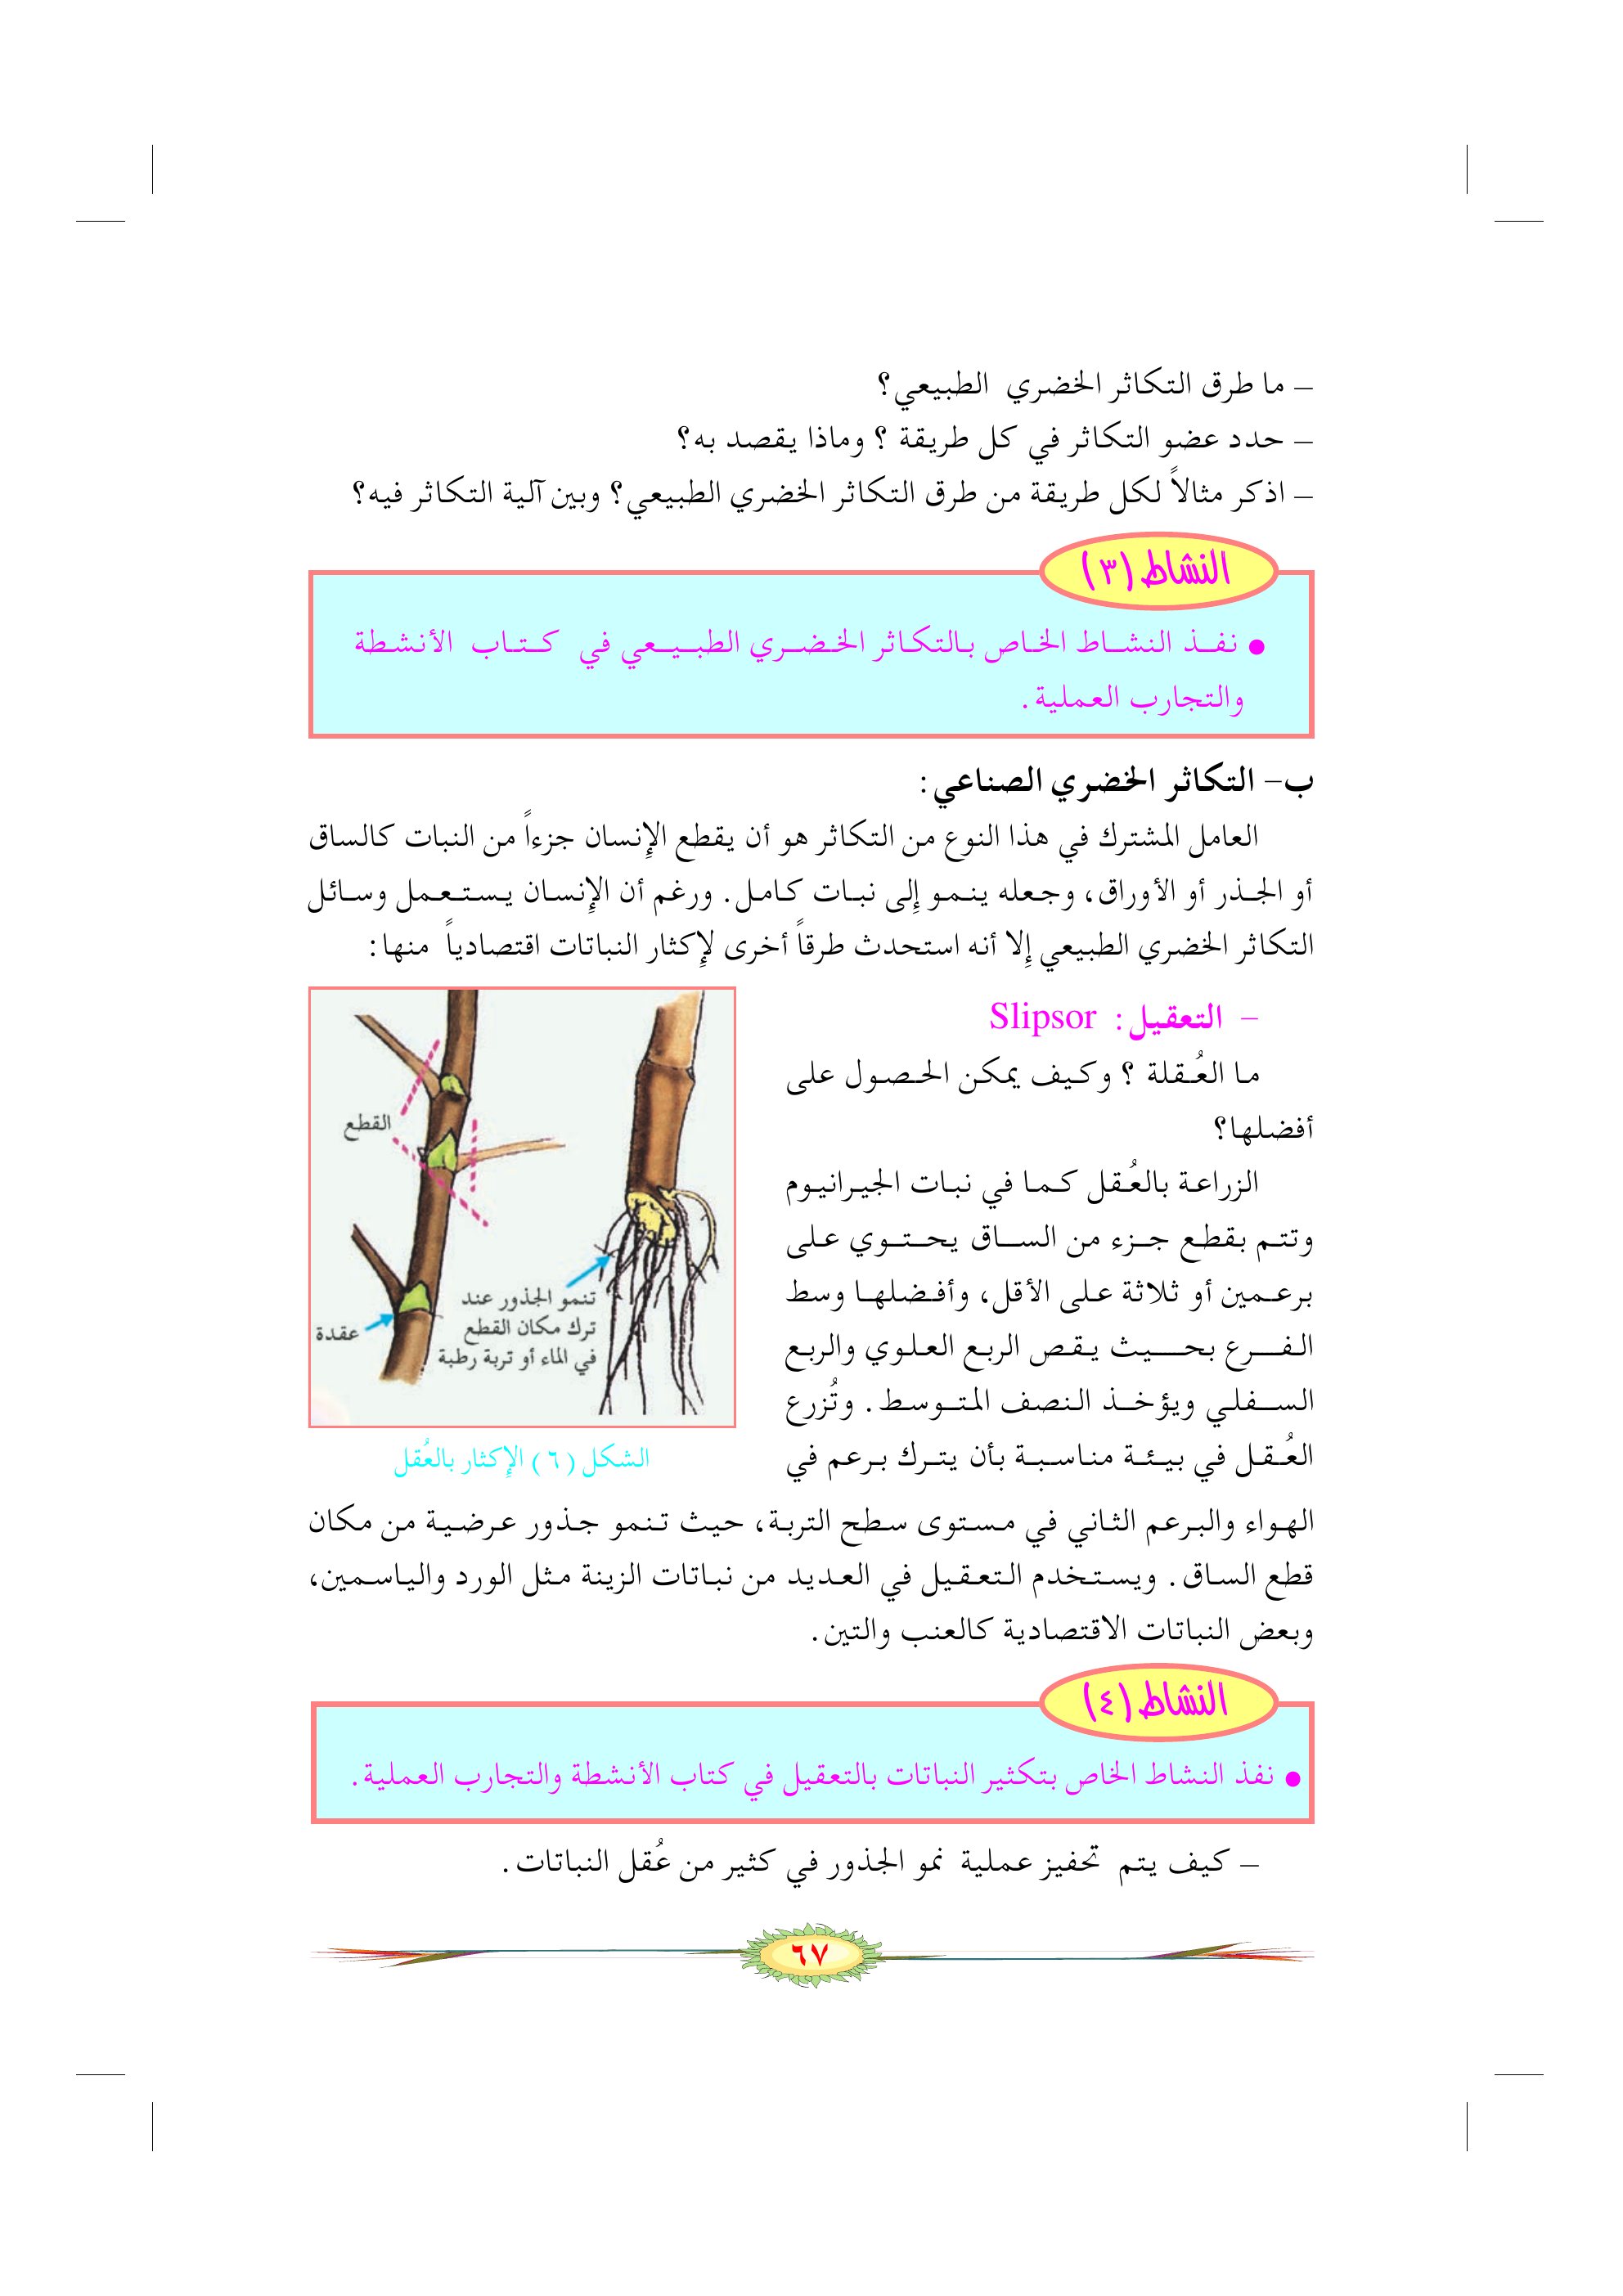 – ما طرق التكاثر الخضري الطبيعي؟
– حدد عضو التكاثر في كل طريقة ؟ وماذا يقصد به؟
– اذكر مثالاً لكل طريقة من طرق التكاثر الخضري الطبيعي؟ وبين آلية التكاثر فيه؟
النشاط (٣)
● نفذ النشاط الخاص بالتكاثر الخضري الطبيعي في كتاب الأنشطة
والتجارب العملية.
ب– التكاثر الخضري الصناعي:
العامل المشترك في هذا النوع من التكاثر هو أن يقطع الإنسان جزءاً من النبات كالساق
أو الجذر أو الأوراق، وجعله ينمو إلى نبات كامل. ورغم أن الإنسان يستعمل وسائل
التكاثر الخضري الطبيعي إلا أنه استحدث طرقاً أخرى لإكثار النباتات اقتصادياً منها:
– التعقيل: Slipsor
ما العُقلة ؟ وكيف يمكن الحصول على
أفضلها؟
الزراعة بالعُقل كما في نبات الجيرانيوم
وتتم بقطع جزء من الساق يحتوي على
برعمين أو ثلاثة على الأقل، وأفضلها وسط
الفرع بحيث يقص الربع العلوي والربع
السفلي ويؤخذ النصف المتوسط. وتُزرع
العُقل في بيئة مناسبة بأن يترك برعم في
القطع
تنمو الجذور عند
ترك مكان القطع
في الماء أو تربة رطبة
عقدة
الشكل (٦) الإكثار بالعُقل
الهواء والبرعم الثاني في مستوى سطح التربة، حيث تنمو جذور عرضية من مكان
قطع الساق. ويستخدم التعقيل في العديد من نباتات الزينة مثل الورد والياسمين،
وبعض النباتات الاقتصادية كالعنب والتين.
النشاط (٤)
● نفذ النشاط الخاص بتكثير النباتات بالتعقيل في كتاب الأنشطة والتجارب العملية.
– كيف يتم تحفيز عملية نمو الجذور في كثير من عُقل النباتات.
٦٧